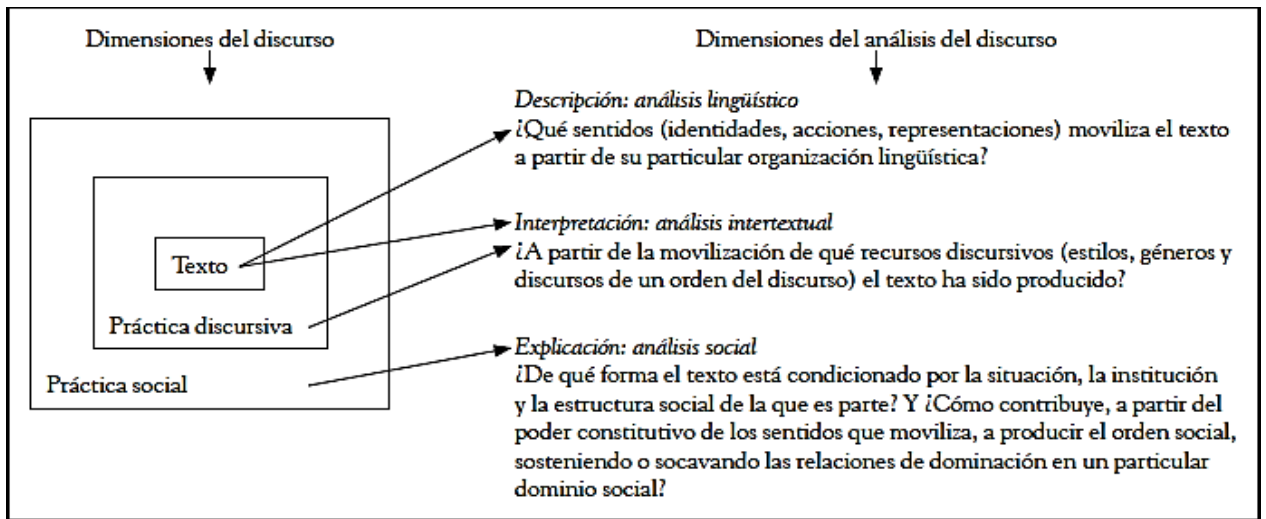 Dimensiones del discurso
Dimensiones del análisis del discurso
Texto
Práctica discursiva
Práctica social
Descripción: análisis lingüístico
¿Qué sentidos (identidades, acciones, representaciones) moviliza el texto
a partir de su particular organización lingüística?
Interpretación: análisis intertextual
¿A partir de la movilización de qué recursos discursivos (estilos, géneros y
discursos de un orden del discurso) el texto ha sido producido?
Explicación: análisis social
¿De qué forma el texto está condicionado por la situación, la institución
y la estructura social de la que es parte? Y ¿Cómo contribuye, a partir del
poder constitutivo de los sentidos que moviliza, a producir el orden social,
sosteniendo o socavando las relaciones de dominación en un particular
dominio social?